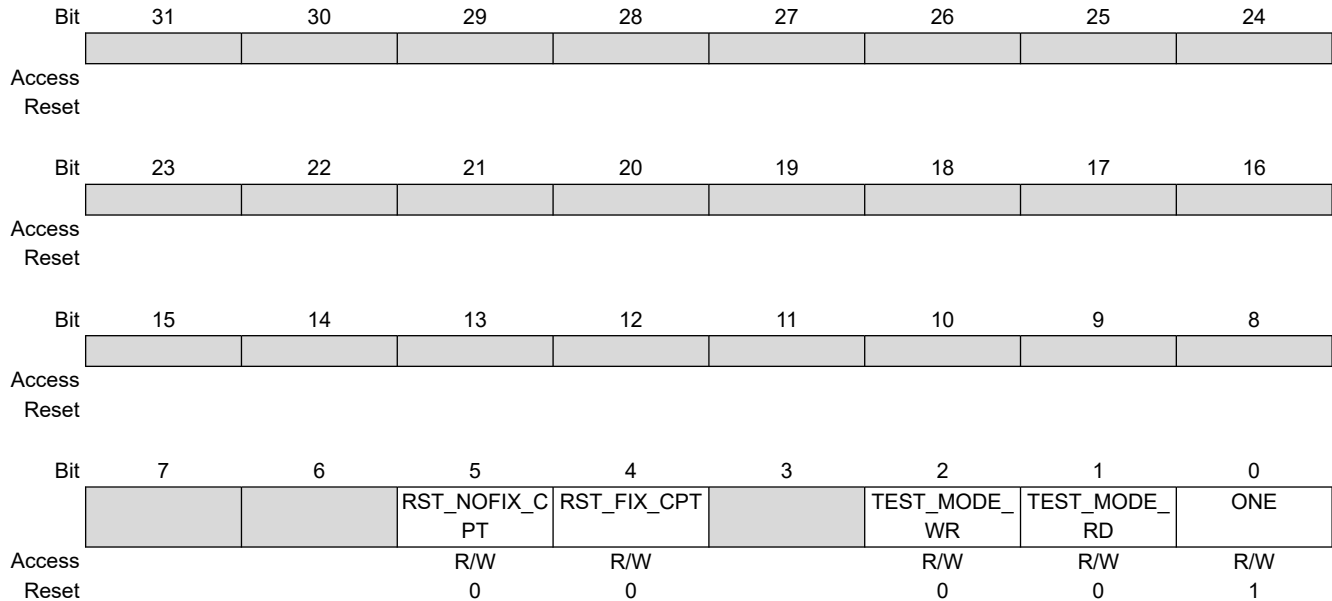 Bit 31 30 29 28 27 26 25 24
Access
Reset
Bit 23 22 21 20 19 18 17 16
Access
Reset
Bit 15 14 13 12 11 10 9 8
Access
Reset
Bit 7 6 5 4 3 2 1 0
RST_NOFIX_C RST_FIX_CPT TEST_MODE_ TEST_MODE_ ONE
PT WR RD
Access R/W R/W R/W R/W R/W
Reset 0 0 0 0 1